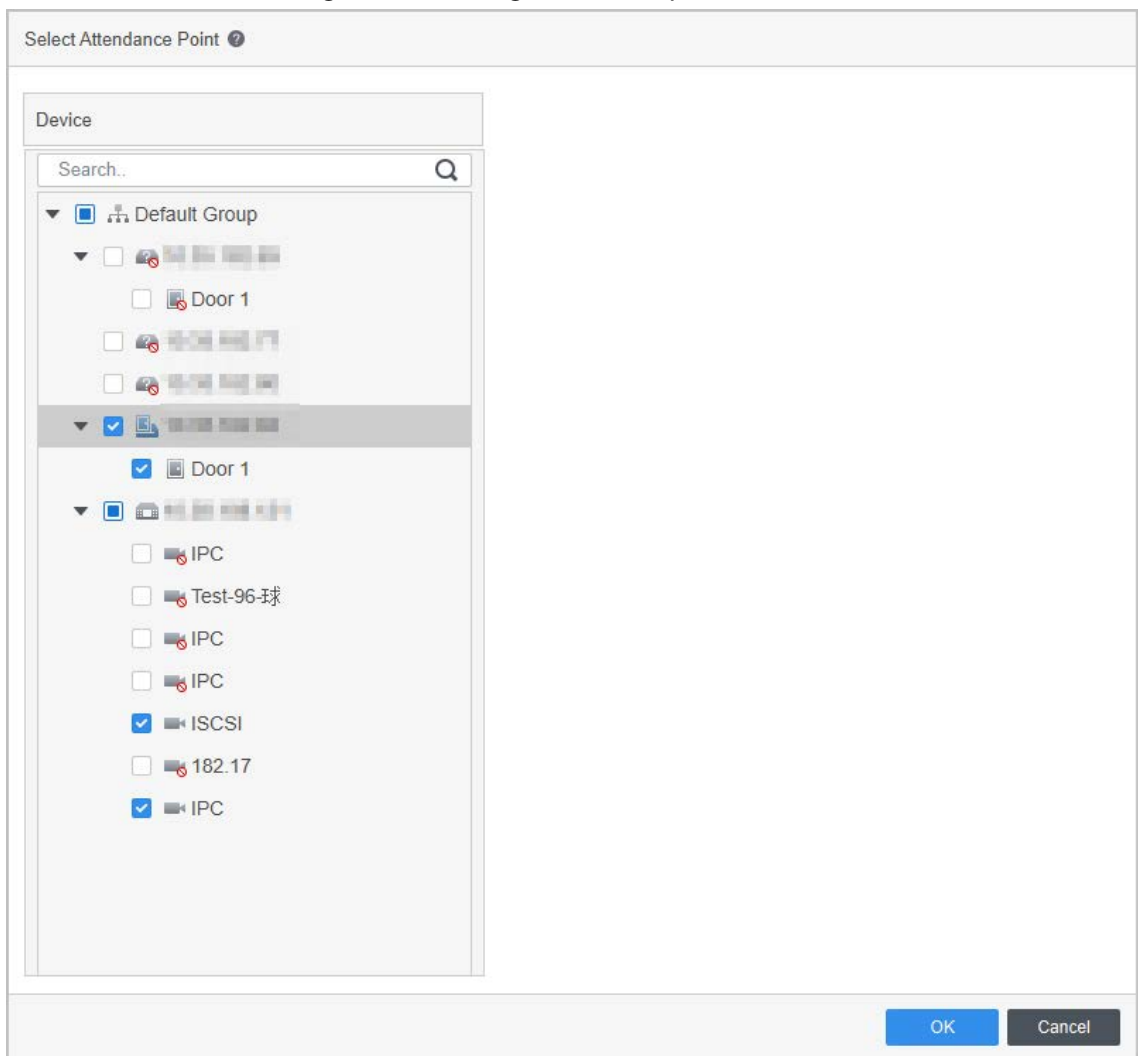 Select Attendance Point
Device
Search..
Default Group
Door 1
Door 1
IPC
Test-96-球
IPC
IPC
ISCSI
182.17
IPC
OK
Cancel